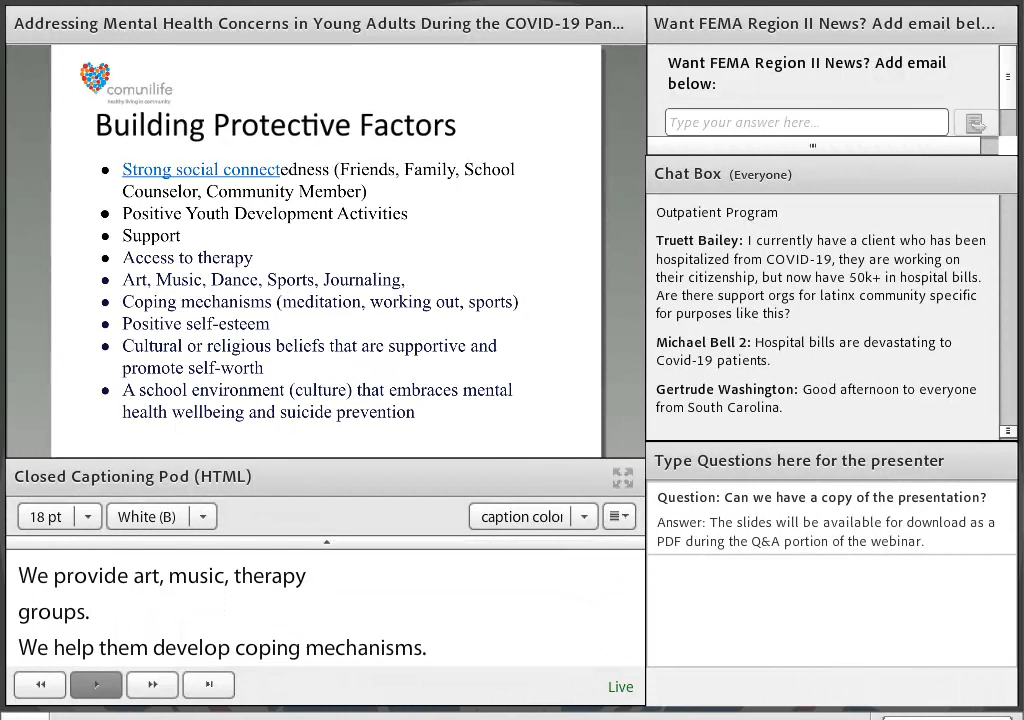 Addressing Mental Health Concerns in Young Adults During the COVID-19 Pan...
comunilife
healthy living in community
Building Protective Factors
• Strong social connectedness (Friends, Family, School
Counselor, Community Member)
• Positive Youth Development Activities
• Support
• Access to therapy
• Art, Music, Dance, Sports, Journaling,
• Coping mechanisms (meditation, working out, sports)
• Positive self-esteem
• Cultural or religious beliefs that are supportive and
promote self-worth
• A school environment (culture) that embraces mental
health wellbeing and suicide prevention
Closed Captioning Pod (HTML)
18 pt
White (B)
caption color
We provide art, music, therapy
groups.
We help them develop coping mechanisms.
Live
Want FEMA Region II News? Add email bel...
Want FEMA Region II News? Add email
below:
Type your answer here...
Chat Box (Everyone)
Outpatient Program
Truett Bailey: I currently have a client who has been
hospitalized from COVID-19, they are working on
their citizenship, but now have 50k+ in hospital bills.
Are there support orgs for latinx community specific
for purposes like this?
Michael Bell 2: Hospital bills are devastating to
Covid-19 patients.
Gertrude Washington: Good afternoon to everyone
from South Carolina.
Type Questions here for the presenter
Question: Can we have a copy of the presentation?
Answer: The slides will be available for download as a
PDF during the Q&A portion of the webinar.